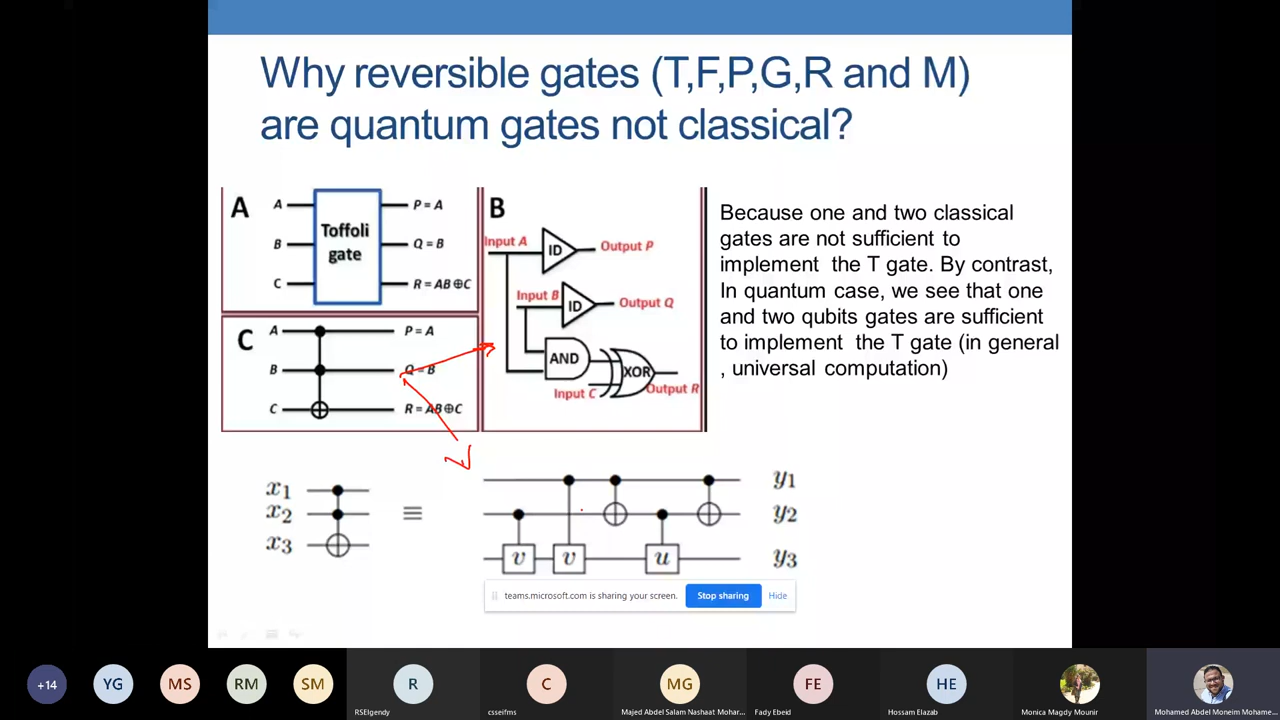 Why reversible gates (T,F,P,G,R and M)
are quantum gates not classical?
A
A
B
C
Toffoli
gate
P = A
Q = B
R = AB ⊕C
C
A
B
C
P = A
Q = B
R = AB⊕C
B
Input A
ID
Output P
Input B
ID
Output Q
AND
XOR
Input C
Output R
Because one and two classical
gates are not sufficient to
implement the T gate. By contrast,
In quantum case, we see that one
and two qubits gates are sufficient
to implement the T gate (in general
, universal computation)
x1
x2
x3
≡
v
v
u
y1
y2
y3
teams.microsoft.com is sharing your screen.
Stop sharing
Hide
+14
YG
MS
RM
SM
R
RSElgendy
C
csseifms
MG
Majed Abdel Salam Nashaat Mohar...
FE
Fady Ebeid
HE
Hossam Elazab
Monica Magdy Mounir
Mohamed Abdel Moneim Mohame...